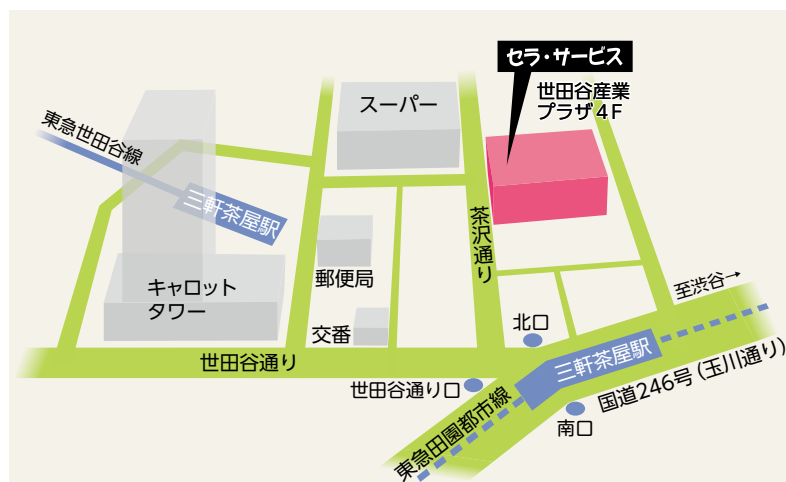 セラ・サービス
世田谷産業
プラザ4F
スーパー
東急世田谷線
三軒茶屋駅
茶沢通り
郵便局
キャロット
タワー
至渋谷→
北口
交番
世田谷通り
三軒茶屋駅
世田谷通り口
国道246号(玉川通り)
南口
東急田園都市線